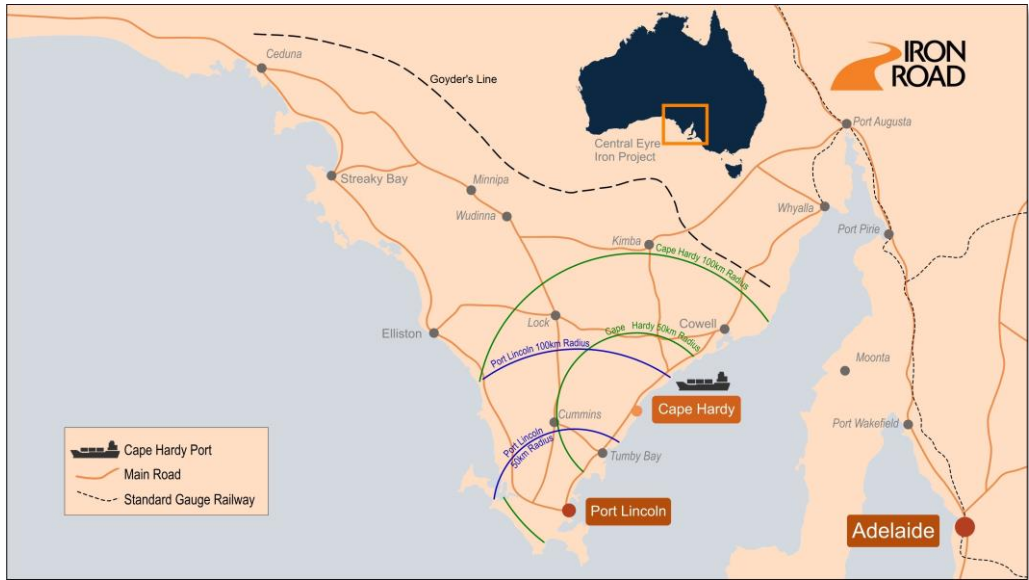 Ceduna
Goyder's Line
IRON
ROAD
Central Eyre
Iron Project
Port Augusta
Streaky Bay
Minnipa
Wudinna
Whyalla
Port Pirie
Kimba
Cape Hardy 100km Radius
Elliston
Lock
Cape Hardy 50km Radius
Cowell
Port Lincoln 100km Radius
Moonta
Cape Hardy
Cummins
Port Wakefield
Port Lincoln
50km Radius
Tumby Bay
Port Lincoln
Adelaide
Cape Hardy Port
Main Road
Standard Gauge Railway